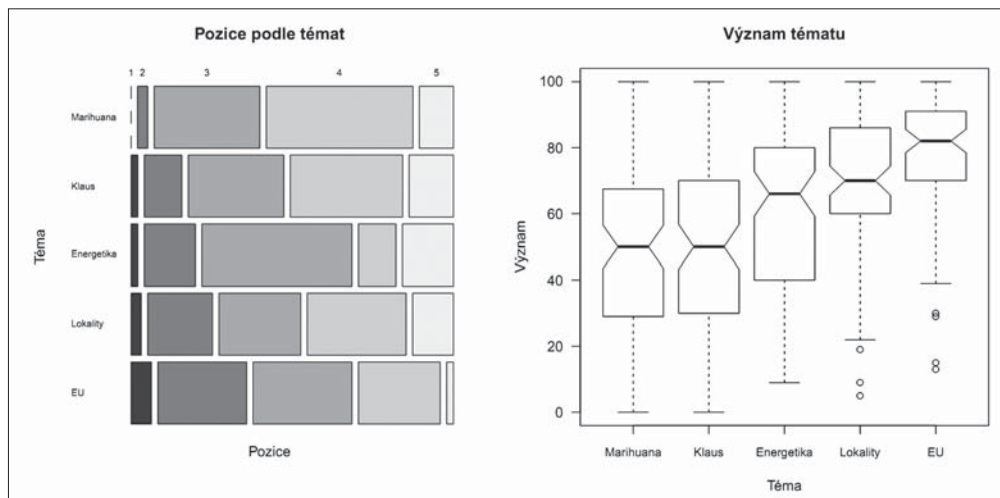 Pozice podle témat
1 2 3 4 5
Marihuana
Klaus
Energetika
Lokality
EU
Téma
Pozice
Význam tématu
100
80
60
40
20
0
Význam
Marihuana Klaus Energetika Lokality EU
Téma